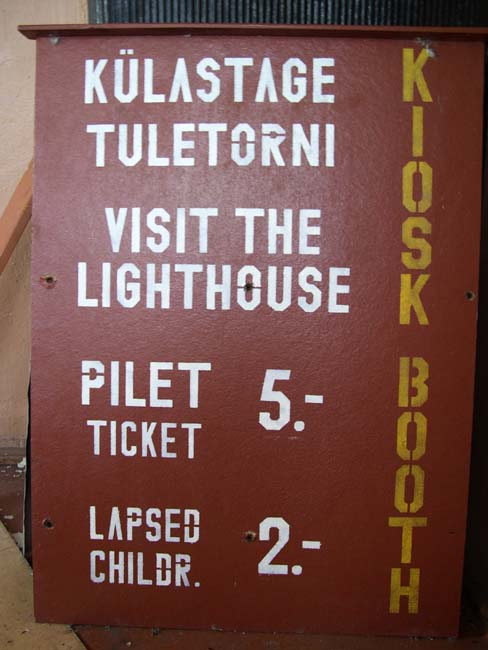 KÜLASTAGE
TULETORNI
VISIT THE
LIGHTHOUSE
PILET 5.-
TICKET
LAPSED
CHILDR. 2.-
KIOSK BOOTH